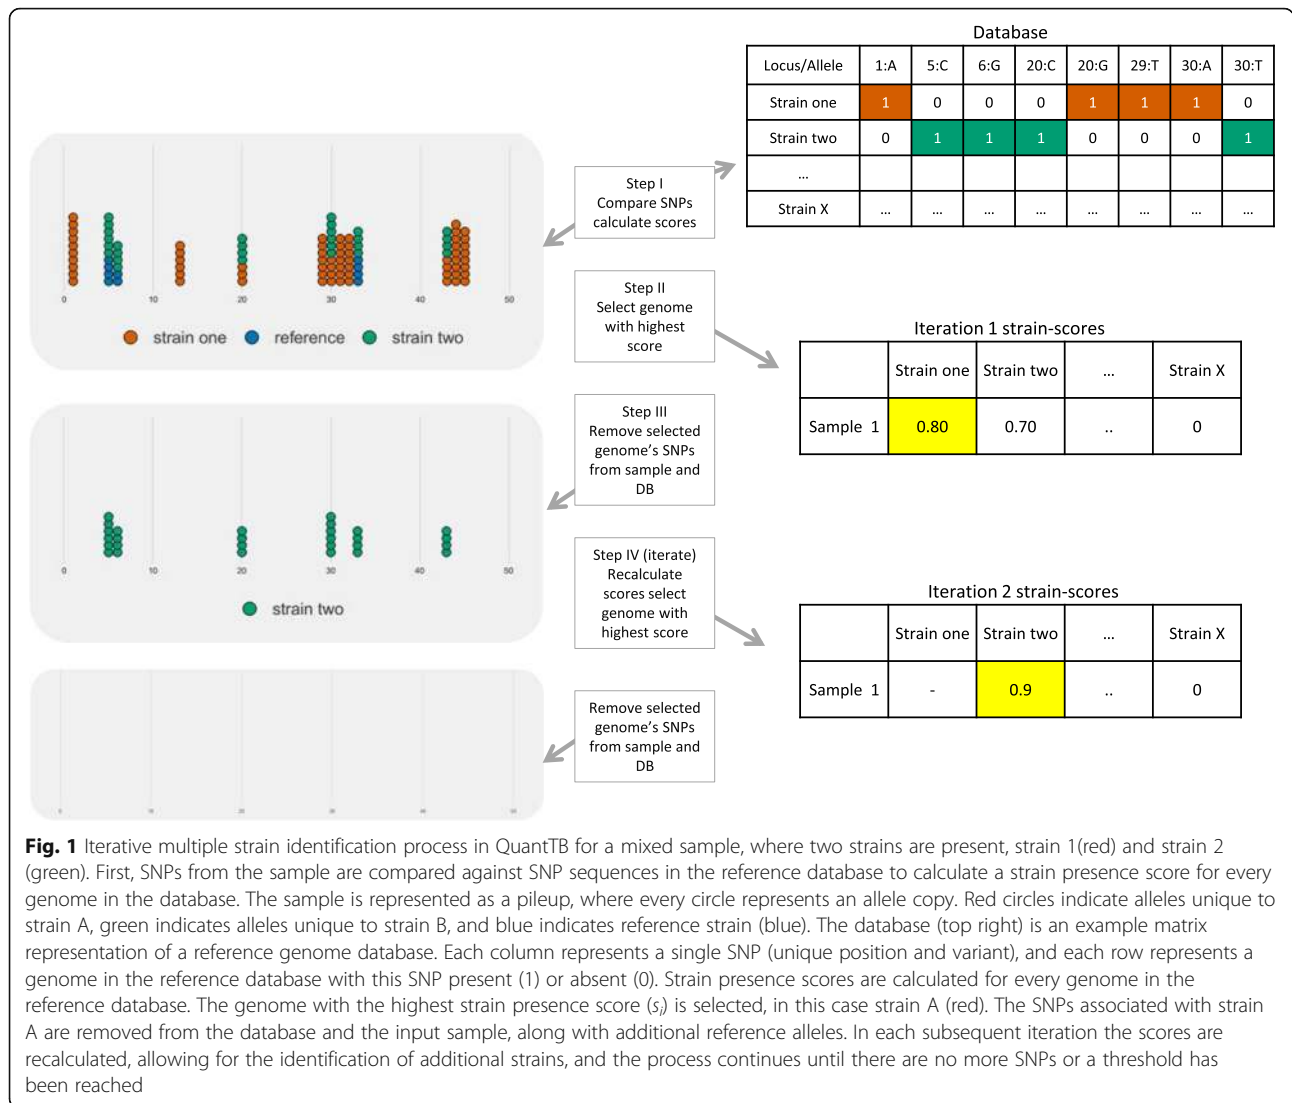 Database
Locus/Allele 1:A 5:C 6:G 20:C 20:G 29:T 30:A 30:T
Strain one 1 0 0 0 1 1 1 0
Strain two 0 1 1 1 0 0 0 1
...
Strain X ... ... ... ... ... ... ... ...
0 10 20 30 40 50
strain one reference strain two
Step I
Compare SNPs
calculate scores
Step II
Select genome
with highest
score
Iteration 1 strain-scores
Strain one Strain two ... Strain X
Sample 1 0.80 0.70 .. 0
Step III
Remove selected
genome's SNPs
from sample and
DB
0 10 20 30 40 50
strain two
Step IV (iterate)
Recalculate
scores select
genome with
highest score
Iteration 2 strain-scores
Strain one Strain two ... Strain X
Sample 1 - 0.9 .. 0
Remove selected
genome's SNPs
from sample and
DB
0 10 20 30 40 50
Fig. 1 Iterative multiple strain identification process in QuantTB for a mixed sample, where two strains are present, strain 1(red) and strain 2
(green). First, SNPs from the sample are compared against SNP sequences in the reference database to calculate a strain presence score for every
genome in the database. The sample is represented as a pileup, where every circle represents an allele copy. Red circles indicate alleles unique to
strain A, green indicates alleles unique to strain B, and blue indicates reference strain (blue). The database (top right) is an example matrix
representation of a reference genome database. Each column represents a single SNP (unique position and variant), and each row represents a
genome in the reference database with this SNP present (1) or absent (0). Strain presence scores are calculated for every genome in the
reference database. The genome with the highest strain presence score (si) is selected, in this case strain A (red). The SNPs associated with strain
A are removed from the database and the input sample, along with additional reference alleles. In each subsequent iteration the scores are
recalculated, allowing for the identification of additional strains, and the process continues until there are no more SNPs or a threshold has
been reached